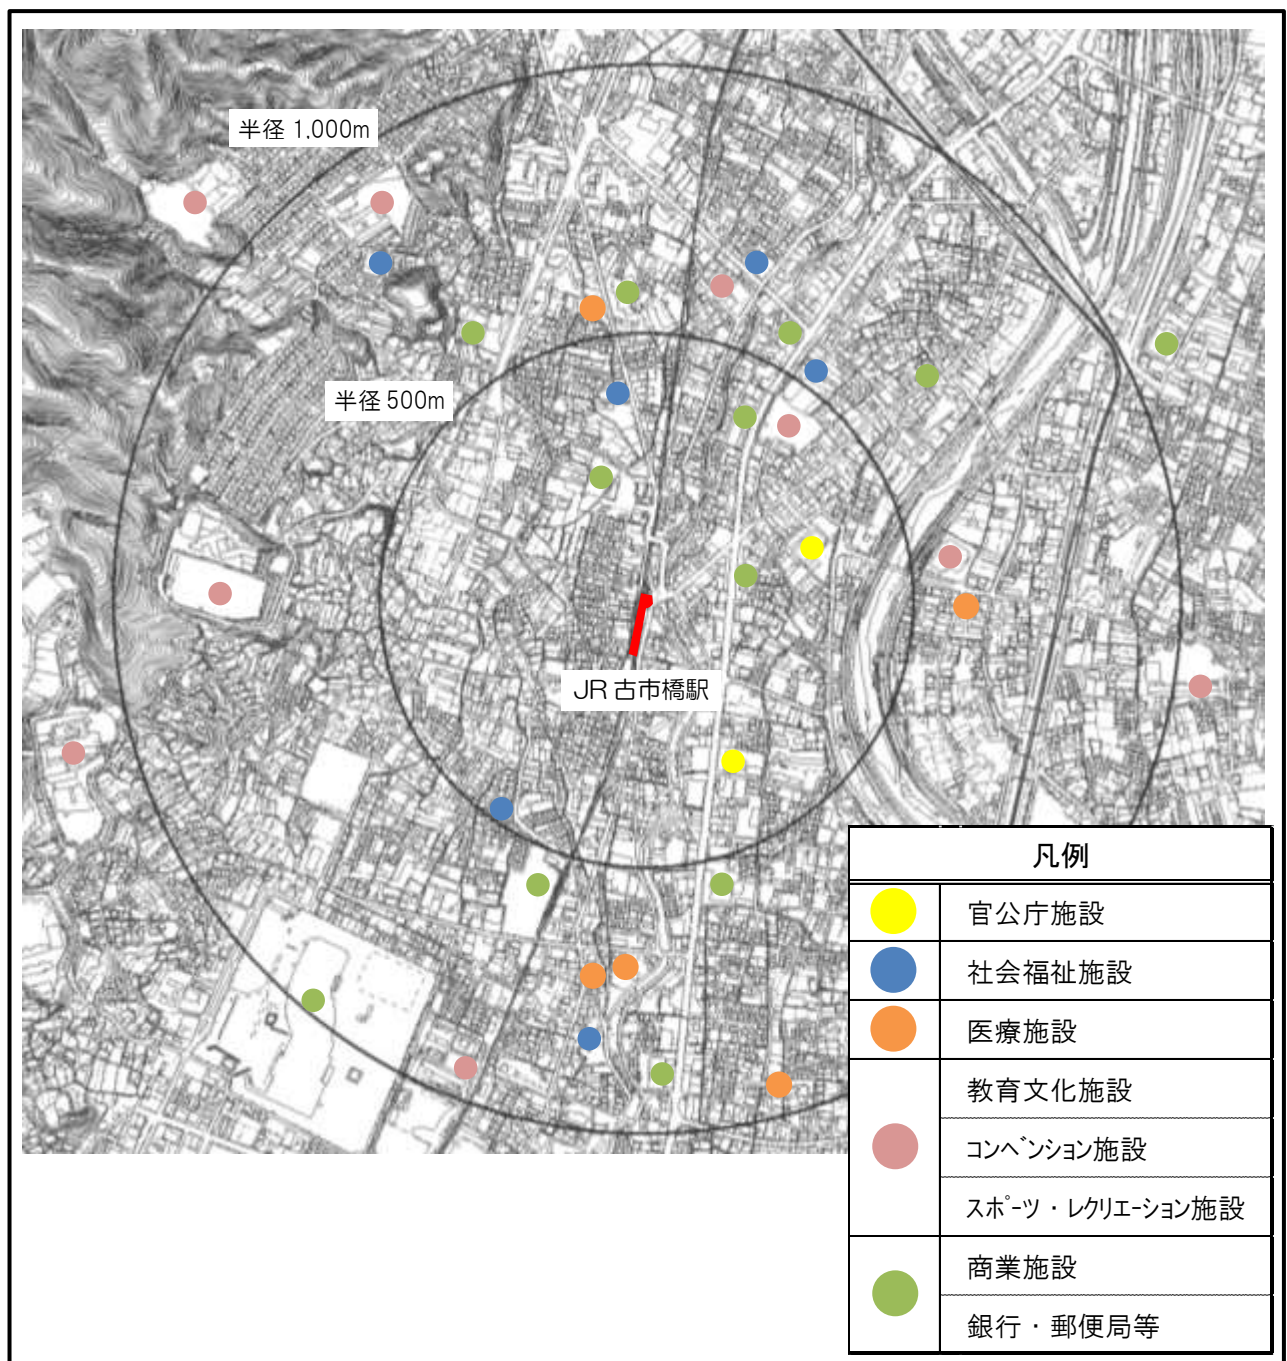 半径 1,000m
半径 500m
JR 古市橋駅
凡例
官公庁施設
社会福祉施設
医療施設
教育文化施設
コンベンション施設
スポーツ・レクリエーション施設
商業施設
銀行・郵便局等